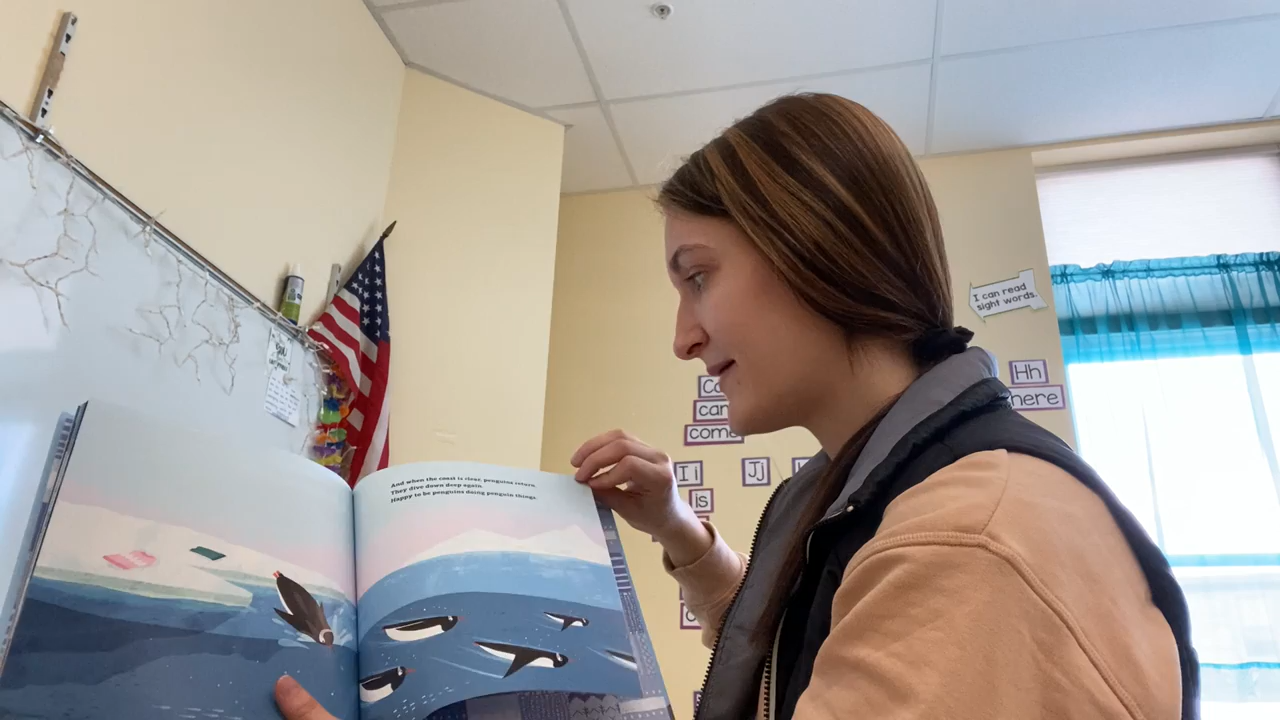 And when the coast is clear, penguins return.
They dive down deep again.
Happy to be penguins doing penguin things.
I can read
sight words.
Hh
here
can
come
Ii
Jj
is